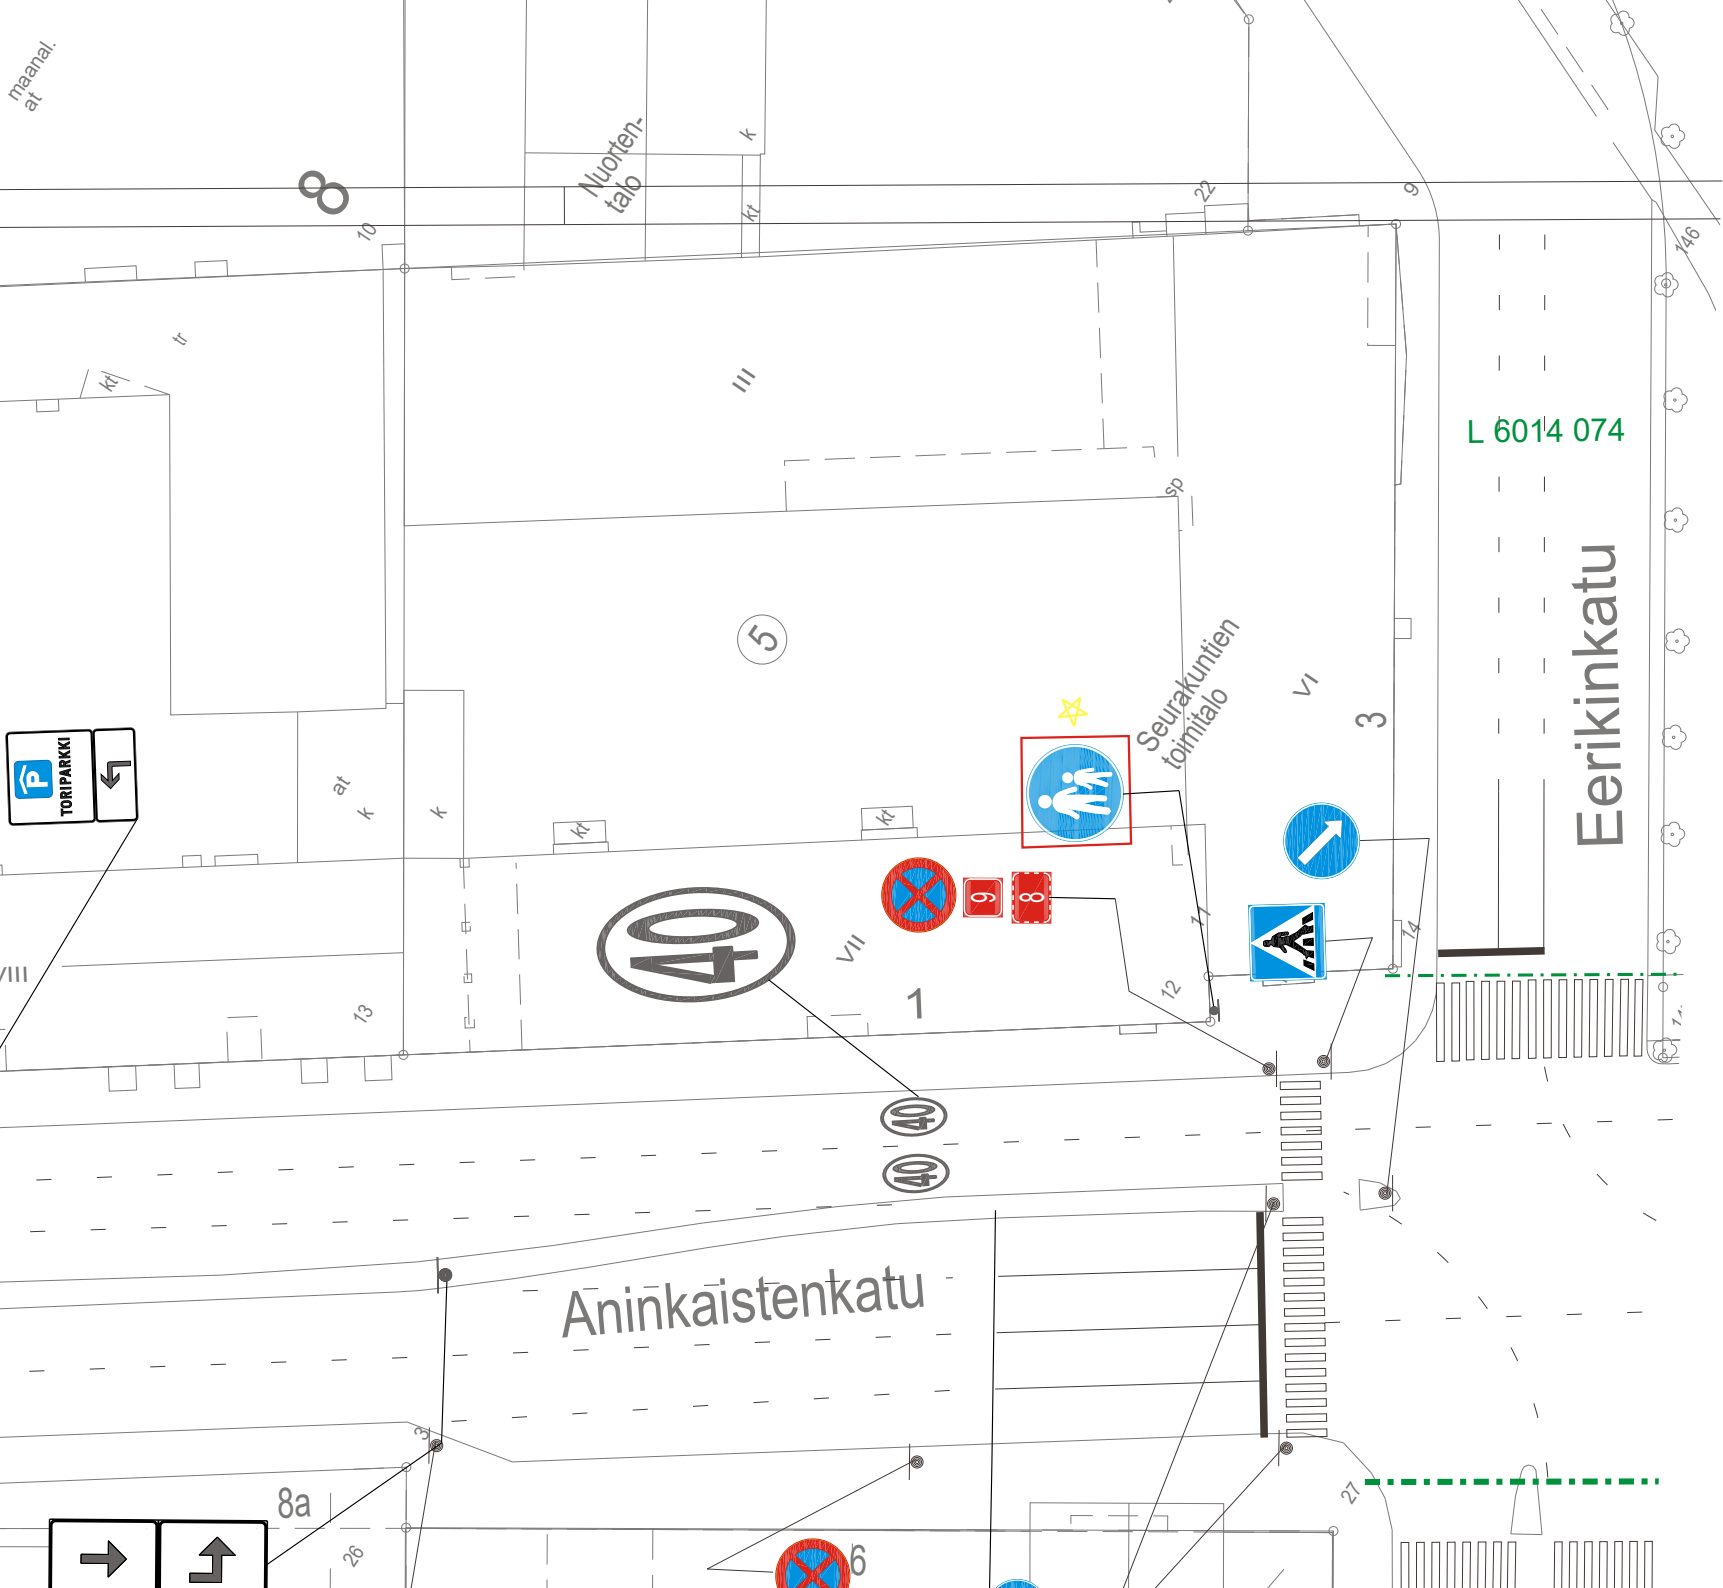 maanal.
at
8
10
Nuorten-
talo
k
kt
22
9
146
tr
kt
III
L 6014 074
sp
5
Eerikinkatu
Seurakuntien
toimitalo
VI
3
P
TORIPARKKI
at
k
k
kt
kt
9
8
40
VII
11
14
VIII
13
1
12
40
40
Aninkaistenkatu
3
8a
27
26
6